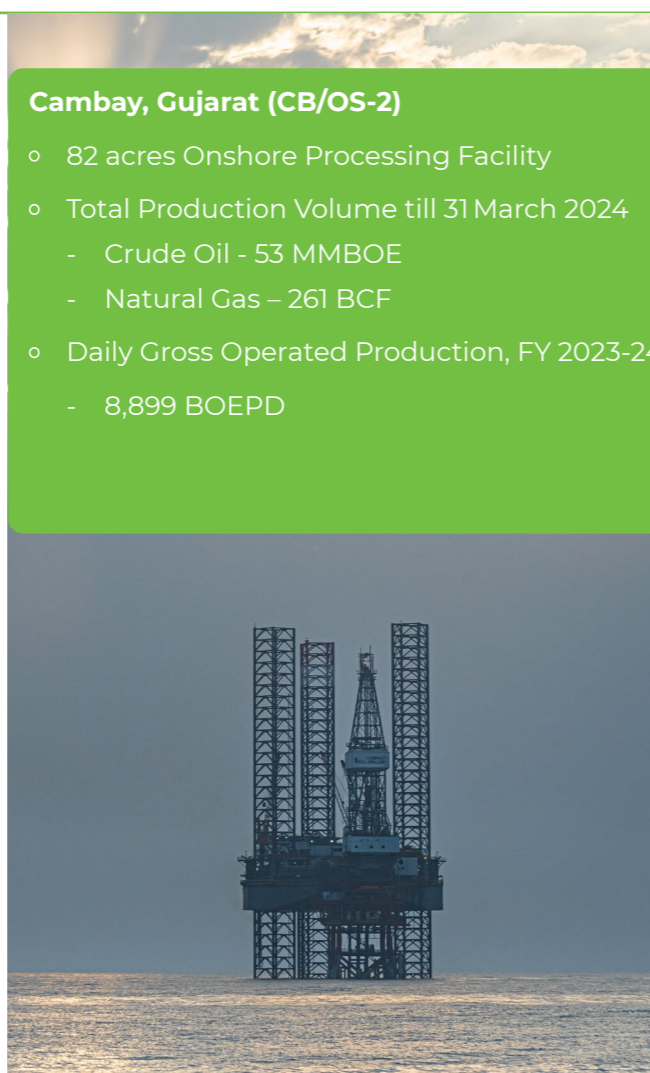 Cambay, Gujarat (CB/OS-2)
82 acres Onshore Processing Facility
Total Production Volume till 31 March 2024
- Crude Oil - 53 MMBOE
- Natural Gas – 261 BCF
Daily Gross Operated Production, FY 2023-24
- 8,899 BOEPD